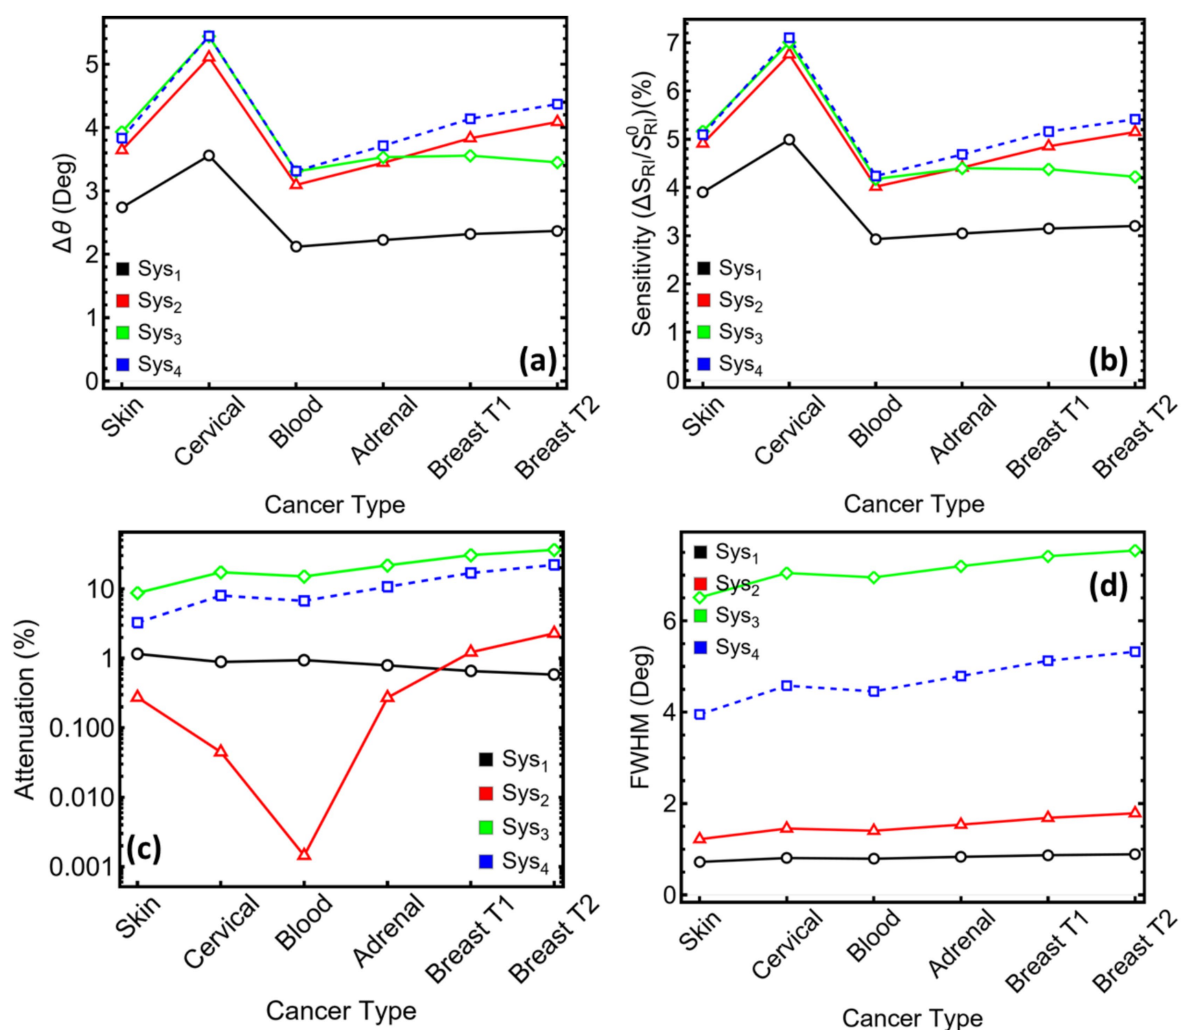 Δθ (Deg)
5
4
3
2
1
0
Sys1
Sys2
Sys3
Sys4
(a)
Skin
Cervical
Blood
Adrenal
Breast T1
Breast T2
Cancer Type
Sensitivity (ΔS_RI/S⁰_RI)(%)
7
6
5
4
3
2
1
0
Sys1
Sys2
Sys3
Sys4
(b)
Skin
Cervical
Blood
Adrenal
Breast T1
Breast T2
Cancer Type
Attenuation (%)
10
1
0.100
0.010
0.001
Sys1
Sys2
Sys3
Sys4
(c)
Skin
Cervical
Blood
Adrenal
Breast T1
Breast T2
Cancer Type
FWHM (Deg)
6
4
2
0
Sys1
Sys2
Sys3
Sys4
(d)
Skin
Cervical
Blood
Adrenal
Breast T1
Breast T2
Cancer Type